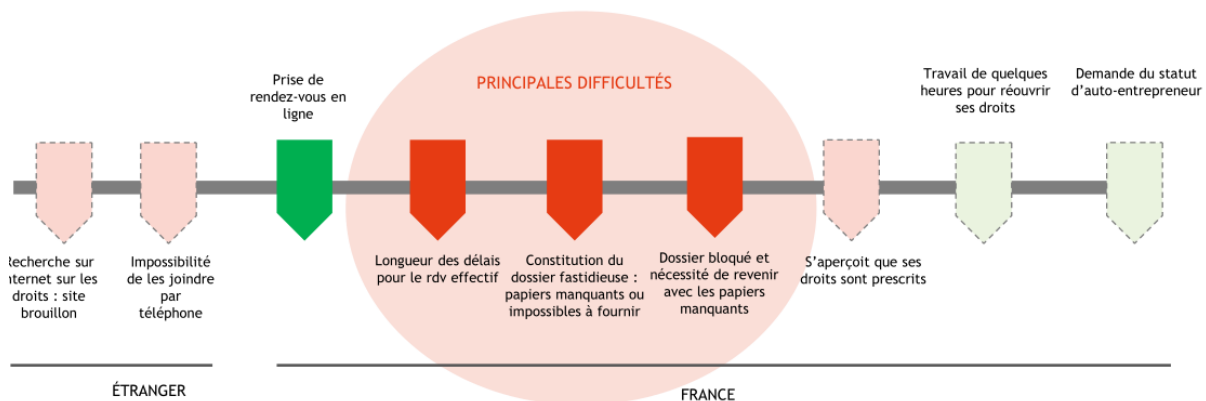 PRINCIPALES DIFFICULTÉS
Prise de
rendez-vous en
ligne
Travail de quelques
heures pour réouvrir
ses droits
Demande du statut
d'auto-entrepreneur
Recherche sur
internet sur les
droits : site
brouillon
Impossibilité
de les joindre
par
téléphone
Longueur des délais
pour le rdv effectif
Constitution du
dossier fastidieuse :
papiers manquants ou
impossibles à fournir
Dossier bloqué et
nécessité de revenir
avec les papiers
manquants
S'aperçoit que ses
droits sont prescrits
ÉTRANGER
FRANCE